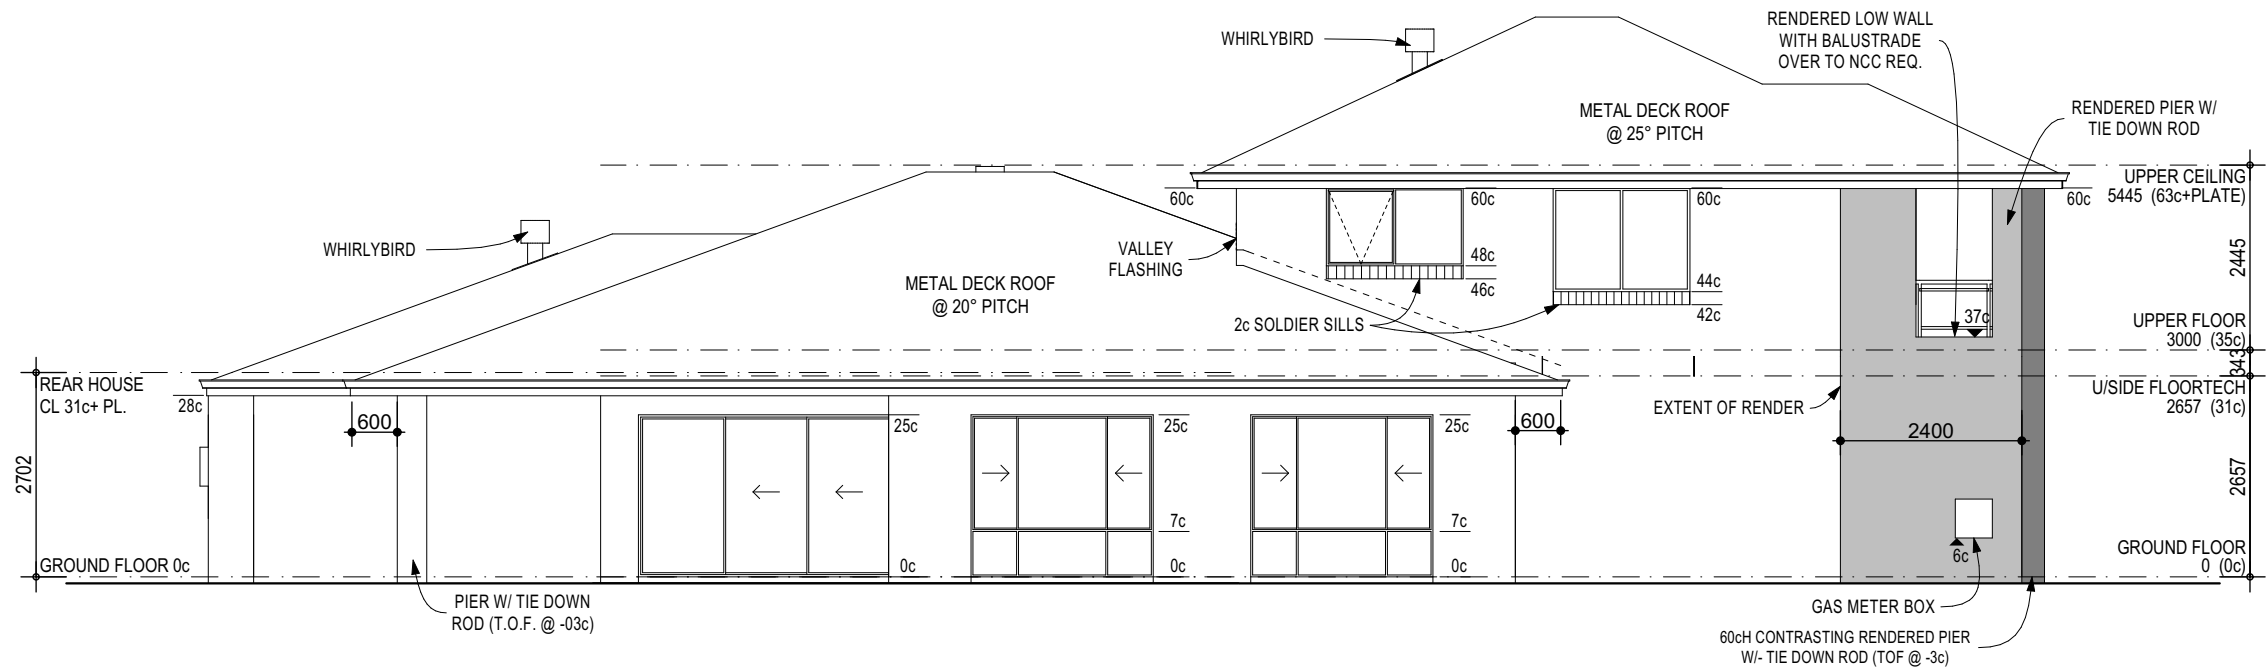 RENDERED LOW WALL
WITH BALUSTRADE
OVER TO NCC REQ.
WHIRLYBIRD
METAL DECK ROOF
@ 25° PITCH
RENDERED PIER W/
TIE DOWN ROD
UPPER CEILING
5445 (63c+PLATE)
60c
60c
60c
60c
WHIRLYBIRD
VALLEY
FLASHING
METAL DECK ROOF
@ 20° PITCH
48c
46c
44c
42c
2445
2c SOLDIER SILLS
37c
UPPER FLOOR
3000 (35c)
343
REAR HOUSE
CL 31c+ PL.
28c
U/SIDE FLOORTECH
2657 (31c)
EXTENT OF RENDER
600
25c
25c
25c
600
2400
2702
2657
7c
7c
6c
GROUND FLOOR 0c
0c
0c
0c
GROUND FLOOR
0 (0c)
PIER W/ TIE DOWN
ROD (T.O.F. @ -03c)
GAS METER BOX
60cH CONTRASTING RENDERED PIER
W/- TIE DOWN ROD (TOF @ -3c)